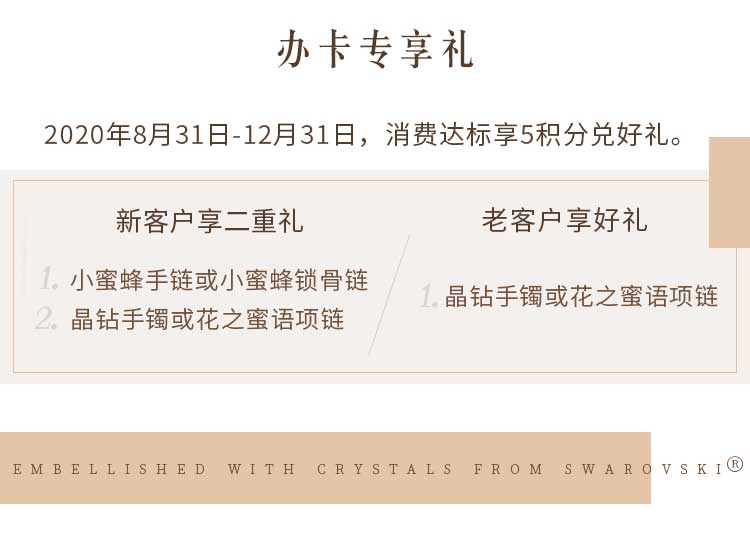 办卡专享礼
2020年8月31日-12月31日，消费达标享5积分兑好礼。
新客户享二重礼
1. 小蜜蜂手链或小蜜蜂锁骨链
2. 晶钻手镯或花之蜜语项链
老客户享好礼
1. 晶钻手镯或花之蜜语项链
EMBELLISHED WITH CRYSTALS FROM SWAROVSKI®